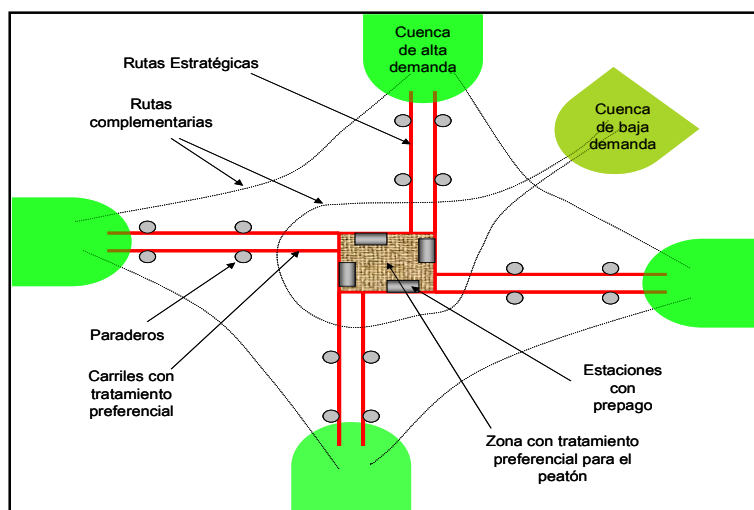 Cuenca
de alta
demanda
Rutas Estratégicas
Rutas
complementarias
Cuenca
de baja
demanda
Paraderos
Carriles con
tratamiento
preferencial
Estaciones
con
prepago
Zona con tratamiento
preferencial para el
peatón